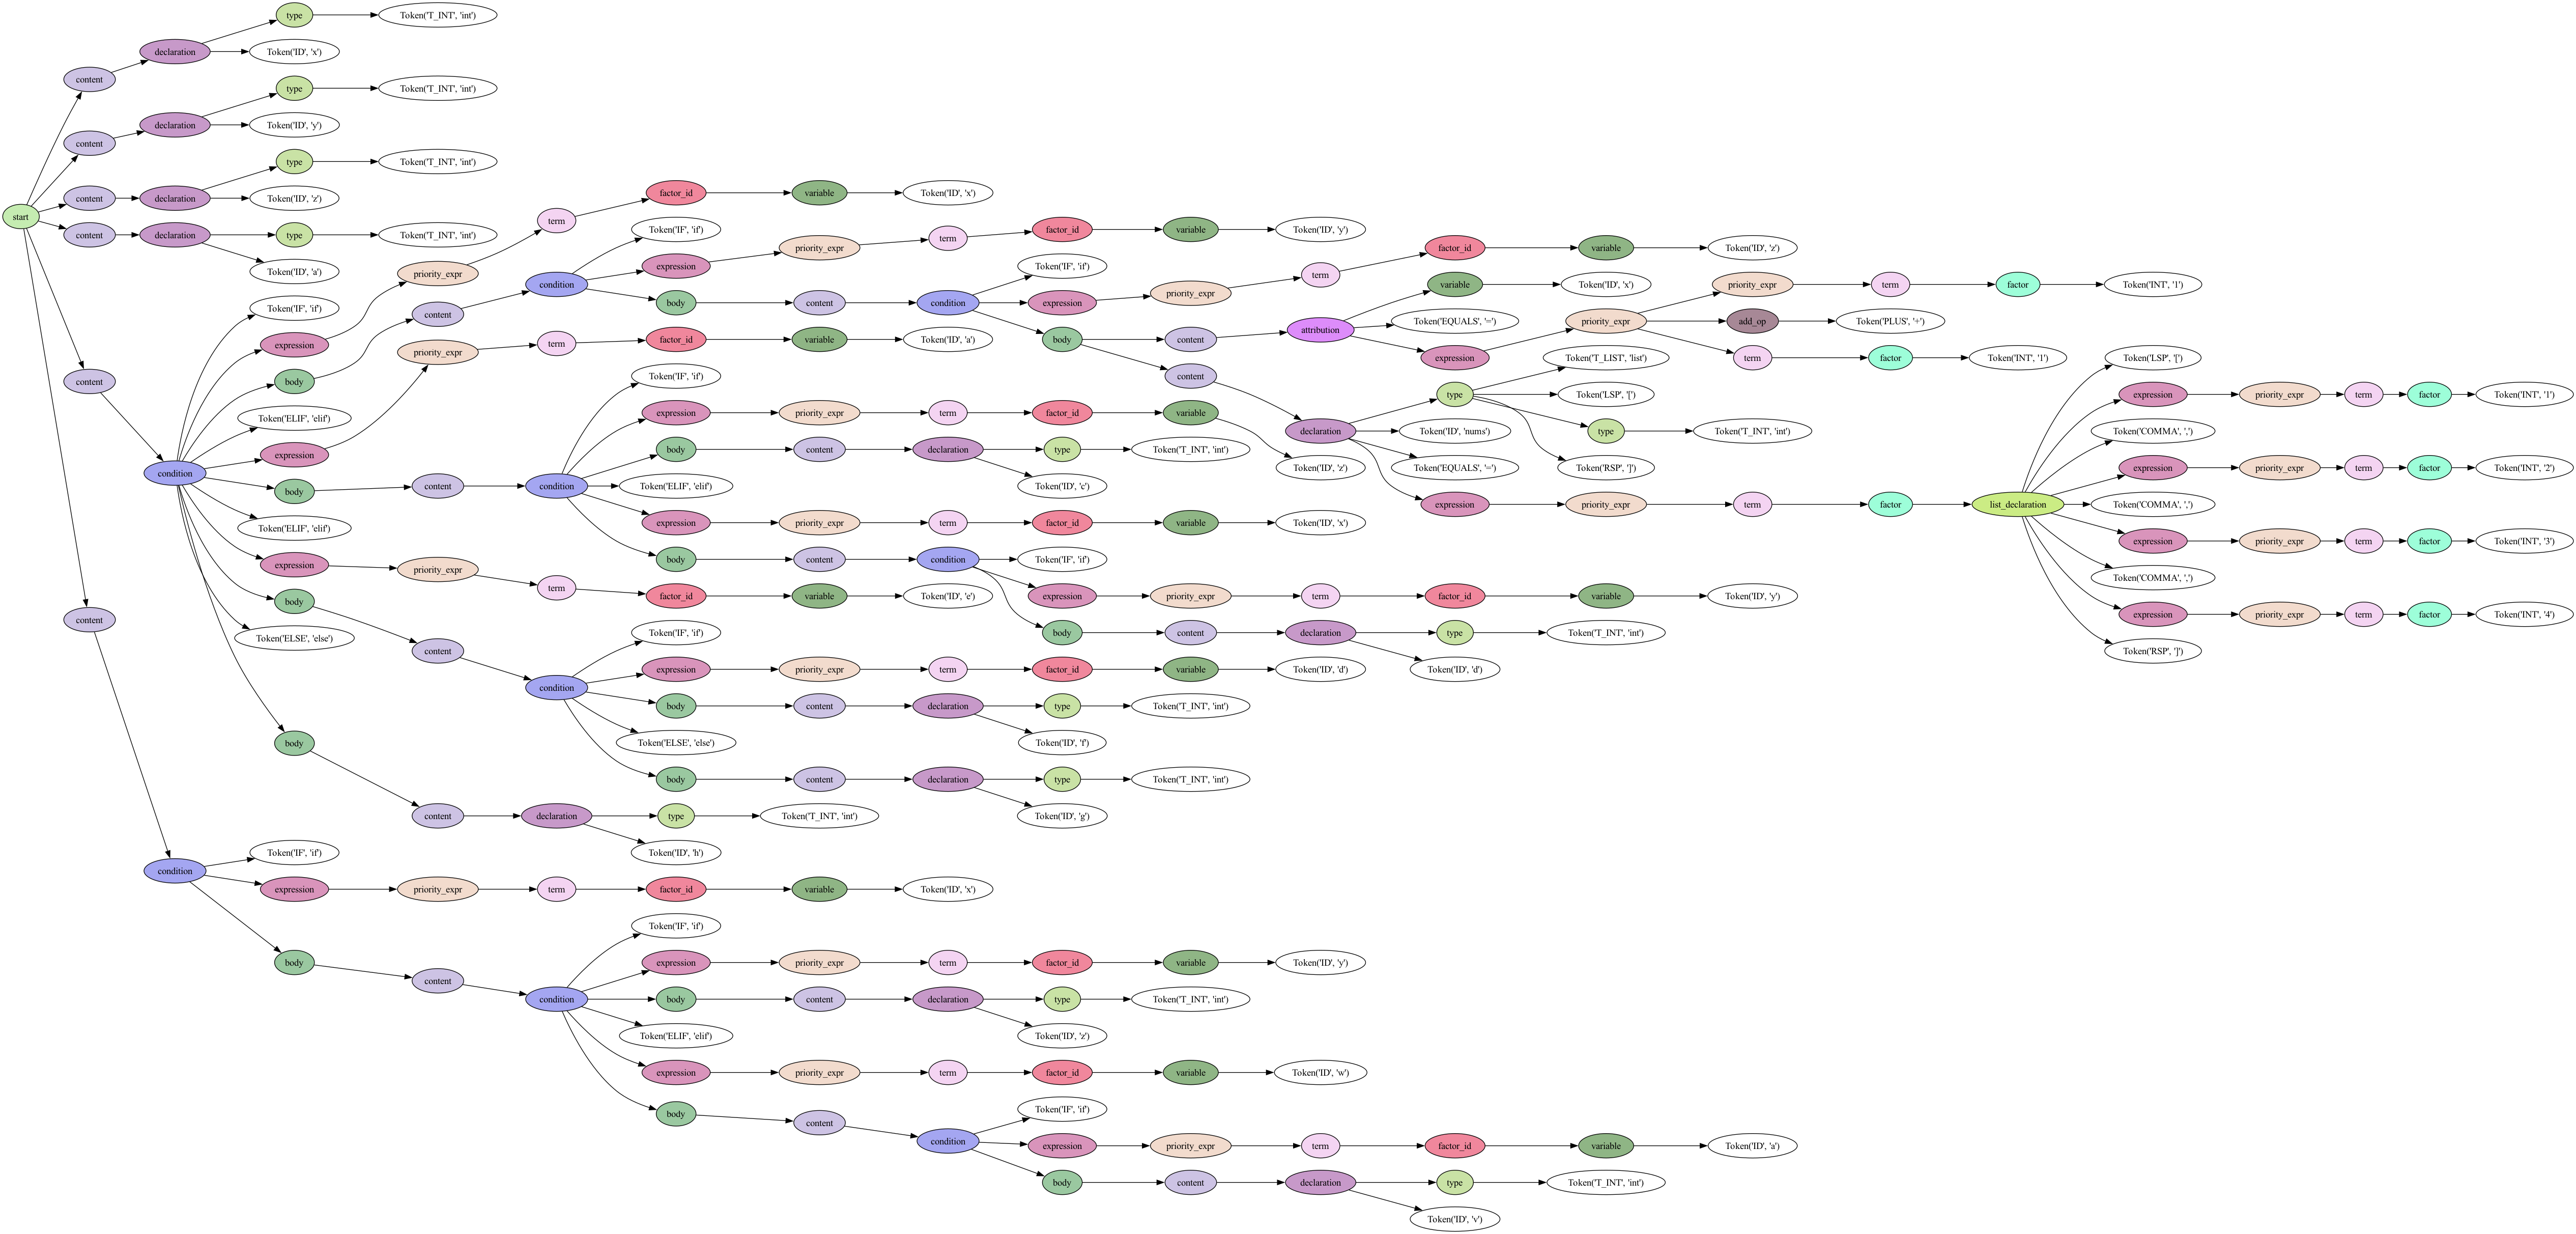 type Token('T_INT', 'int')
declaration Token('ID', 'x')
content
type Token('T_INT', 'int')
declaration Token('ID', 'y')
content
type Token('T_INT', 'int')
factor_id variable Token('ID', 'x')
content declaration Token('ID', 'z')
start
term
Token('IF', 'if') factor_id variable Token('ID', 'y')
content declaration type Token('T_INT', 'int')
priority_expr term
factor_id variable Token('ID', 'z')
expression Token('IF', 'if')
Token('ID', 'a') priority_expr term
condition priority_expr term factor Token('INT', '1')
variable Token('ID', 'x')
priority_expr
body content condition expression
Token('IF', 'if')
content
attribution Token('EQUALS', '=') priority_expr add_op Token('PLUS', '+')
expression term factor_id variable Token('ID', 'a') body content
priority_expr expression term factor Token('INT', '1')
Token('T_LIST', 'list') Token('LSP', '[')
content body Token('IF', 'if') content
type Token('LSP', '[') expression priority_expr term factor Token('INT', '1')
Token('ELIF', 'elif') expression priority_expr term factor_id variable
declaration Token('ID', 'nums') type Token('T_INT', 'int') Token('COMMA', ',')
expression body content declaration type Token('T_INT', 'int')
condition Token('ID', 'z') Token('EQUALS', '=') Token('RSP', ']') expression priority_expr term factor Token('INT', '2')
body content condition Token('ELIF', 'elif') Token('ID', 'c')
expression priority_expr term factor list_declaration Token('COMMA', ',')
Token('ELIF', 'elif') expression priority_expr term factor_id variable Token('ID', 'x')
expression priority_expr term factor Token('INT', '3')
expression priority_expr body content condition Token('IF', 'if')
Token('COMMA', ',')
body term factor_id variable Token('ID', 'e') expression priority_expr term factor_id variable Token('ID', 'y')
content expression priority_expr term factor Token('INT', '4')
Token('ELSE', 'else') Token('IF', 'if') body content declaration type Token('T_INT', 'int')
content Token('RSP', ']')
expression priority_expr term factor_id variable Token('ID', 'd') Token('ID', 'd')
condition
body content declaration type Token('T_INT', 'int')
body Token('ELSE', 'else') Token('ID', 'f')
body content declaration type Token('T_INT', 'int')
content declaration type Token('T_INT', 'int') Token('ID', 'g')
Token('IF', 'if') Token('ID', 'h')
condition
expression priority_expr term factor_id variable Token('ID', 'x')
Token('IF', 'if')
body expression priority_expr term factor_id variable Token('ID', 'y')
content
condition body content declaration type Token('T_INT', 'int')
Token('ELIF', 'elif') Token('ID', 'z')
expression priority_expr term factor_id variable Token('ID', 'w')
body content Token('IF', 'if')
condition expression priority_expr term factor_id variable Token('ID', 'a')
body content declaration type Token('T_INT', 'int')
Token('ID', 'v')